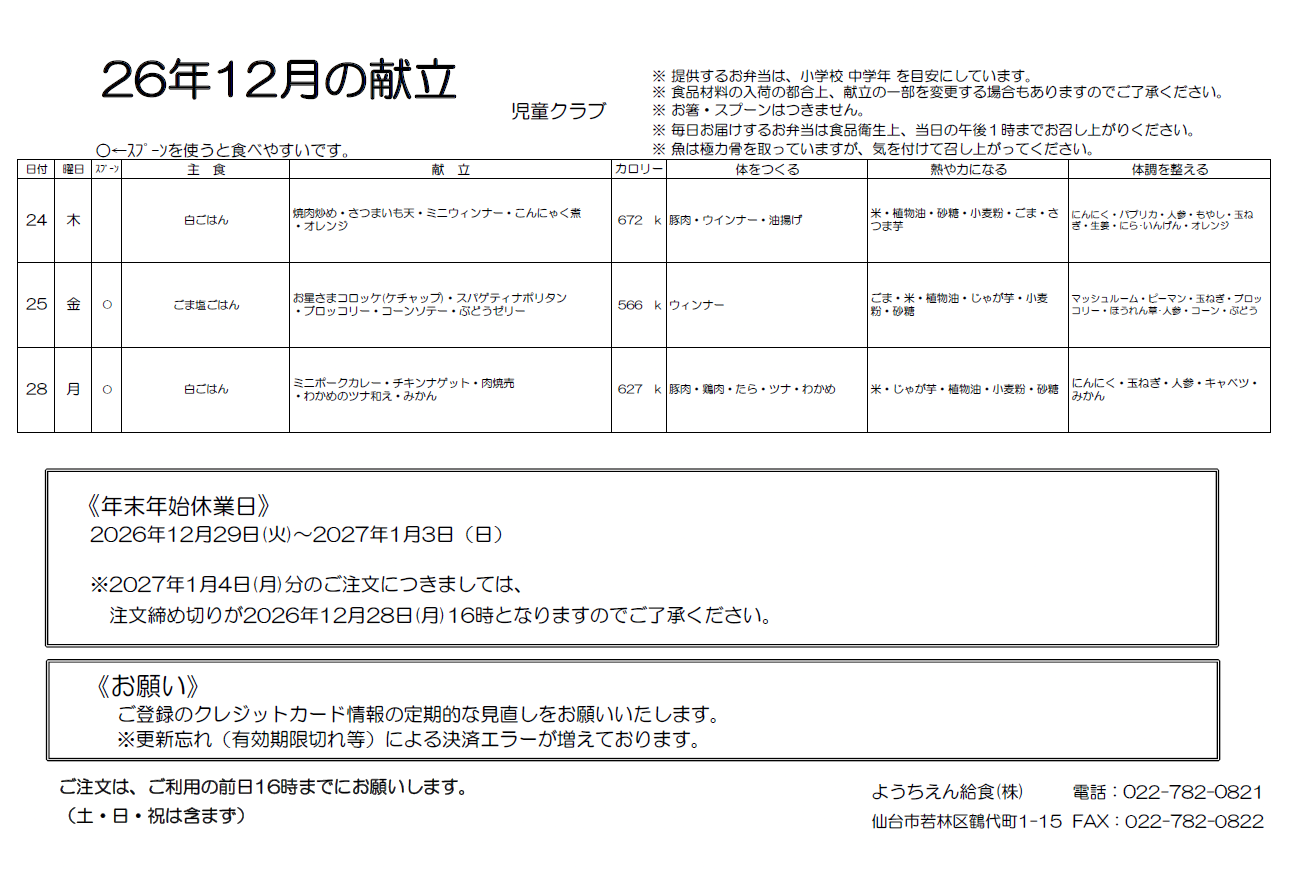 26年12月の献立
児童クラブ
※ 提供するお弁当は、小学校 中学年 を目安にしています。
※ 食品材料の入荷の都合上、献立の一部を変更する場合もありますのでご了承ください。
※ お箸・スプーンはつきません。
※ 毎日お届けするお弁当は食品衛生上、当日の午後１時までお召し上がりください。
※ 魚は極力骨を取っていますが、気を付けて召し上がってください。
○←ｽﾌﾟｰﾝを使うと食べやすいです。
日付 曜日 ｽﾌﾟｰﾝ 主 食 献 立 カロリー 体をつくる 熱や力になる 体調を整える
24 木 白ごはん
焼肉炒め・さつまいも天・ミニウィンナー・こんにゃく煮
・オレンジ
672 k 豚肉・ウインナー・油揚げ
米・植物油・砂糖・小麦粉・ごま・さ
つま芋
にんにく・パプリカ・人参・もやし・玉ね
ぎ・生姜・にら･いんげん・オレンジ
25 金 ○ ごま塩ごはん
お星さまコロッケ(ケチャップ)・スパゲティナポリタン
・ブロッコリー・コーンソテー・ぶどうゼリー
566 k ウィンナー
ごま・米・植物油・じゃが芋・小麦
粉・砂糖
マッシュルーム・ピーマン・玉ねぎ・ブロッ
コリー・ほうれん草･人参・コーン・ぶどう
28 月 ○ 白ごはん
ミニポークカレー・チキンナゲット・肉焼売
・わかめのツナ和え・みかん
627 k 豚肉・鶏肉・たら・ツナ・わかめ
米・じゃが芋・植物油・小麦粉・砂糖
にんにく・玉ねぎ・人参・キャベツ・
みかん
《年末年始休業日》
2026年12月29日(火)～2027年1月3日（日）
※2027年1月4日(月)分のご注文につきましては、
注文締め切りが2026年12月28日(月)16時となりますのでご了承ください。
《お願い》
ご登録のクレジットカード情報の定期的な見直しをお願いいたします。
※更新忘れ（有効期限切れ等）による決済エラーが増えております。
ご注文は、ご利用の前日16時までにお願いします。
（土・日・祝は含まず）
ようちえん給食(株) 電話：022-782-0821
仙台市若林区鶴代町1-15 FAX：022-782-0822